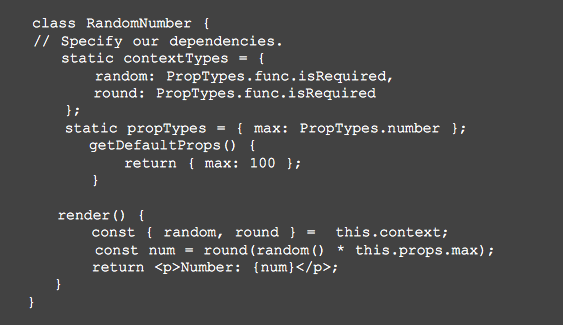 class RandomNumber {
// Specify our dependencies.
static contextTypes = {
random: PropTypes.func.isRequired,
round: PropTypes.func.isRequired
};
static propTypes = { max: PropTypes.number };
getDefaultProps() {
return { max: 100 };
}
render() {
const { random, round } = this.context;
const num = round(random() * this.props.max);
return <p>Number: {num}</p>;
}
}